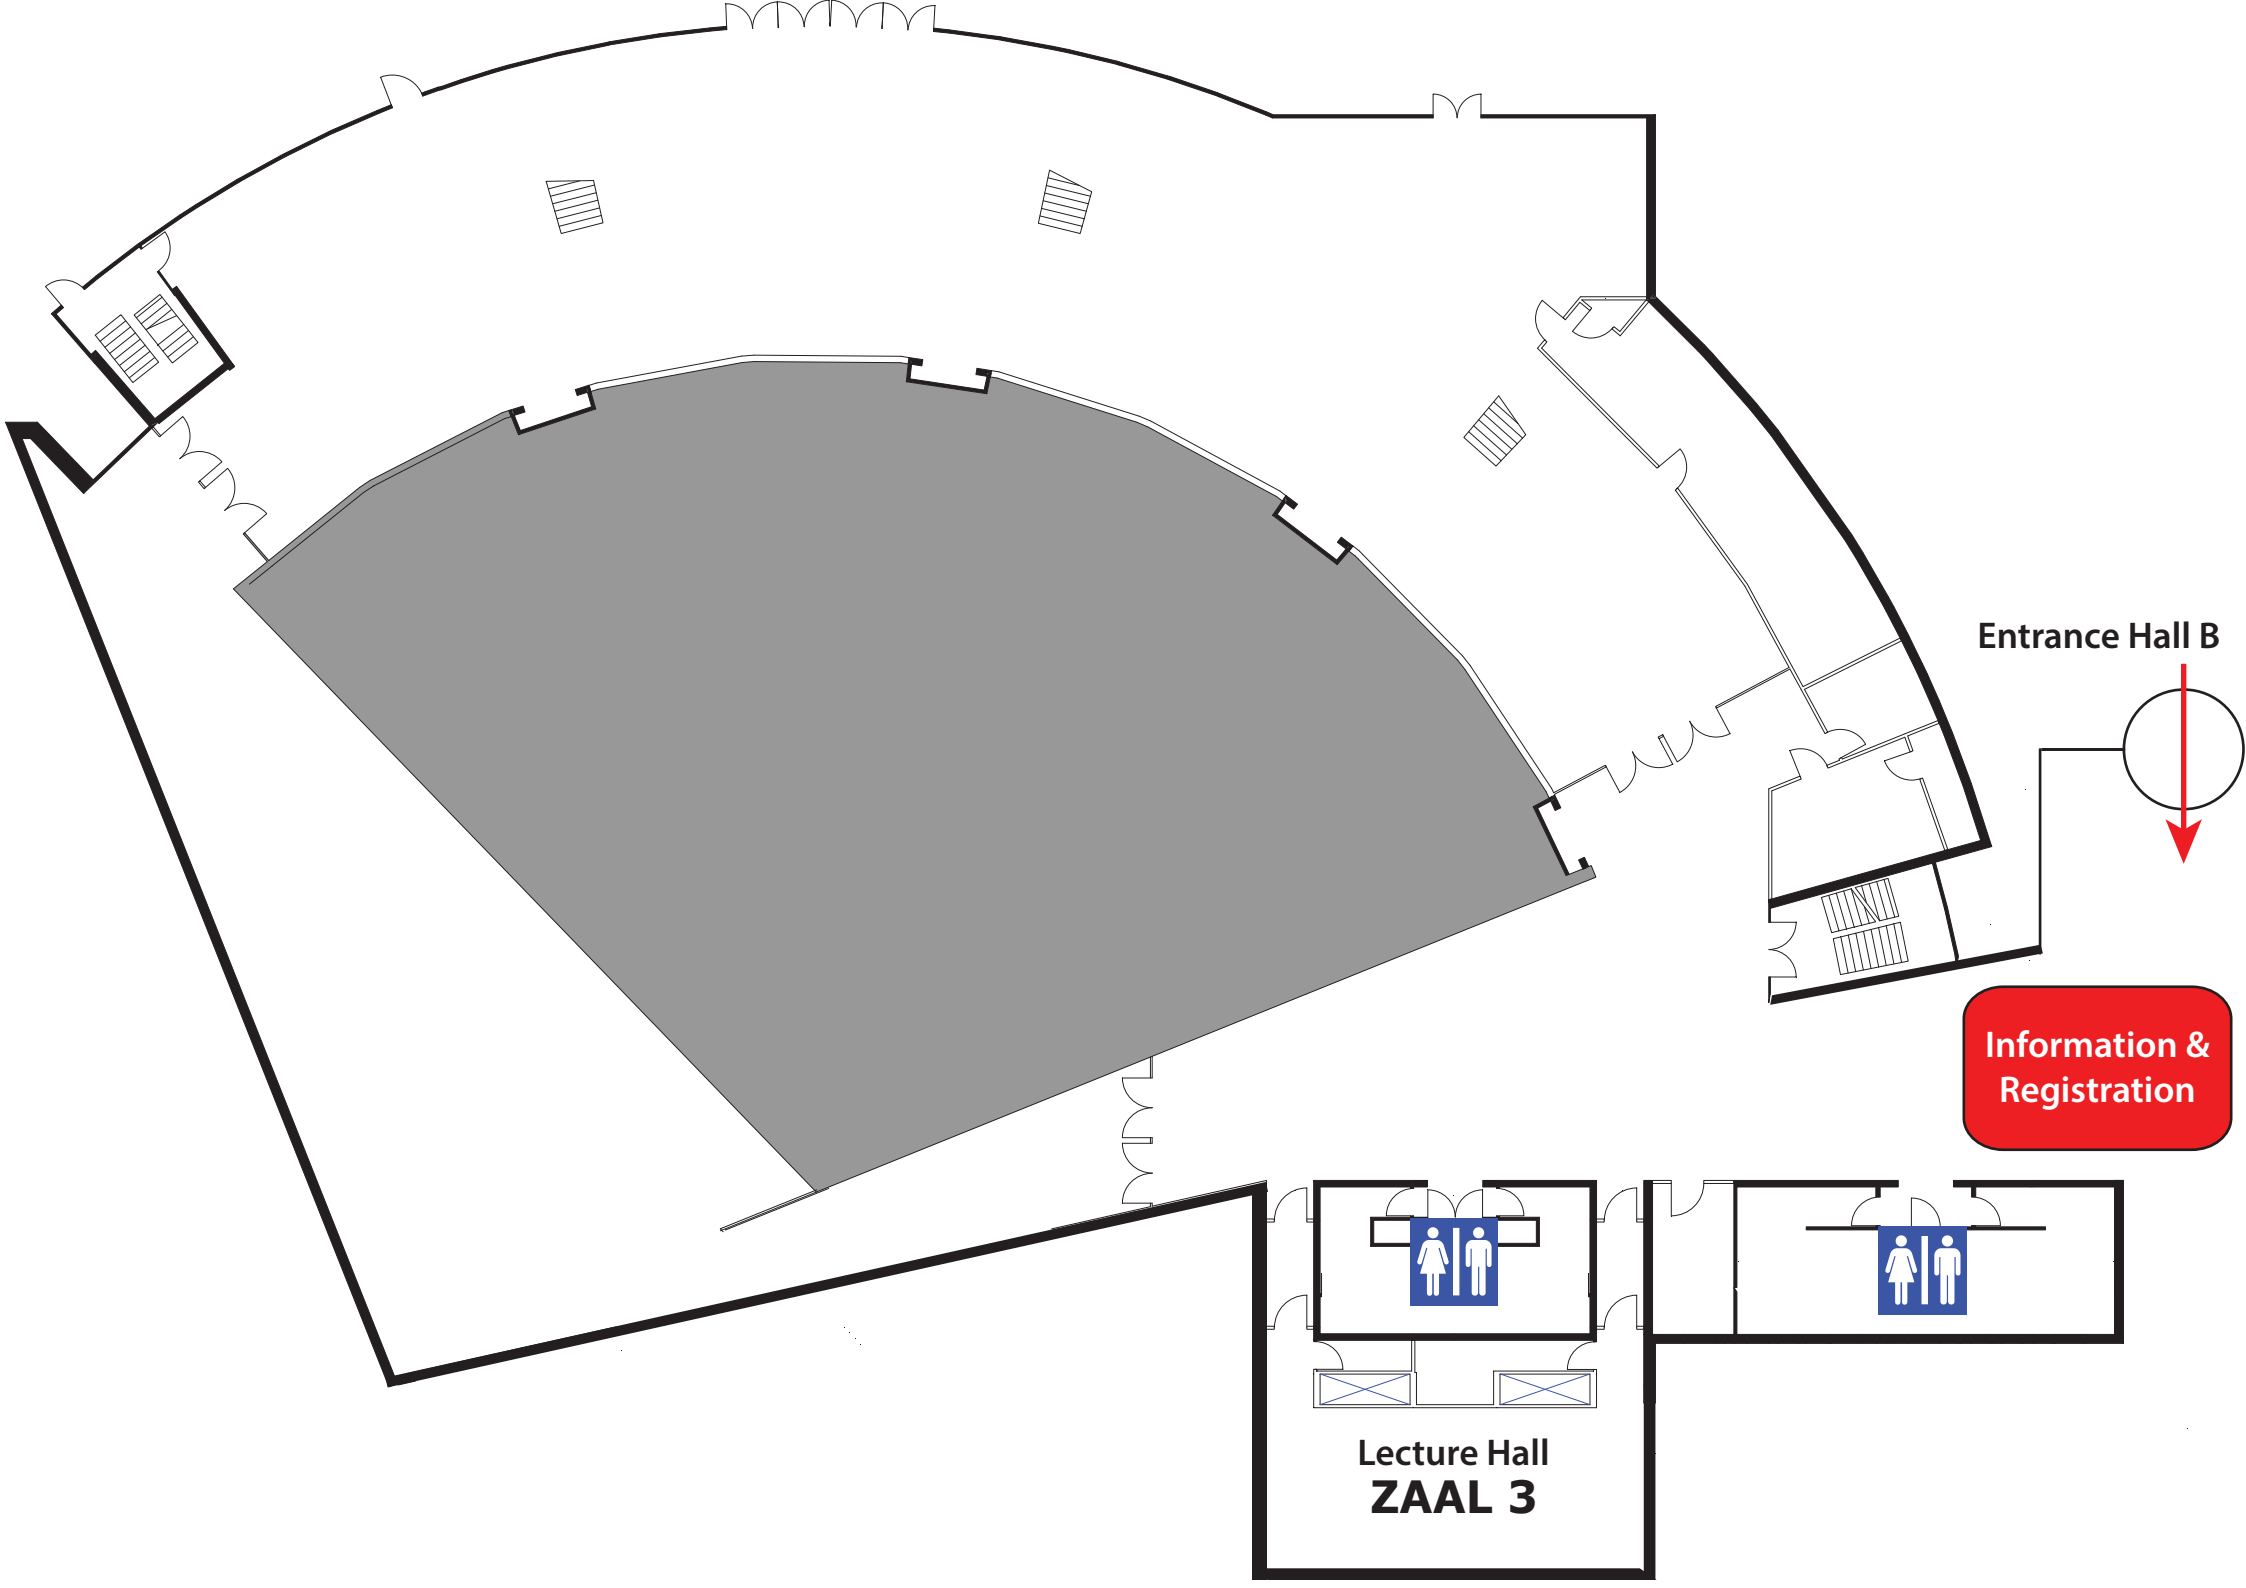 Entrance Hall B
Information &
Registration
Lecture Hall
ZAAL 3